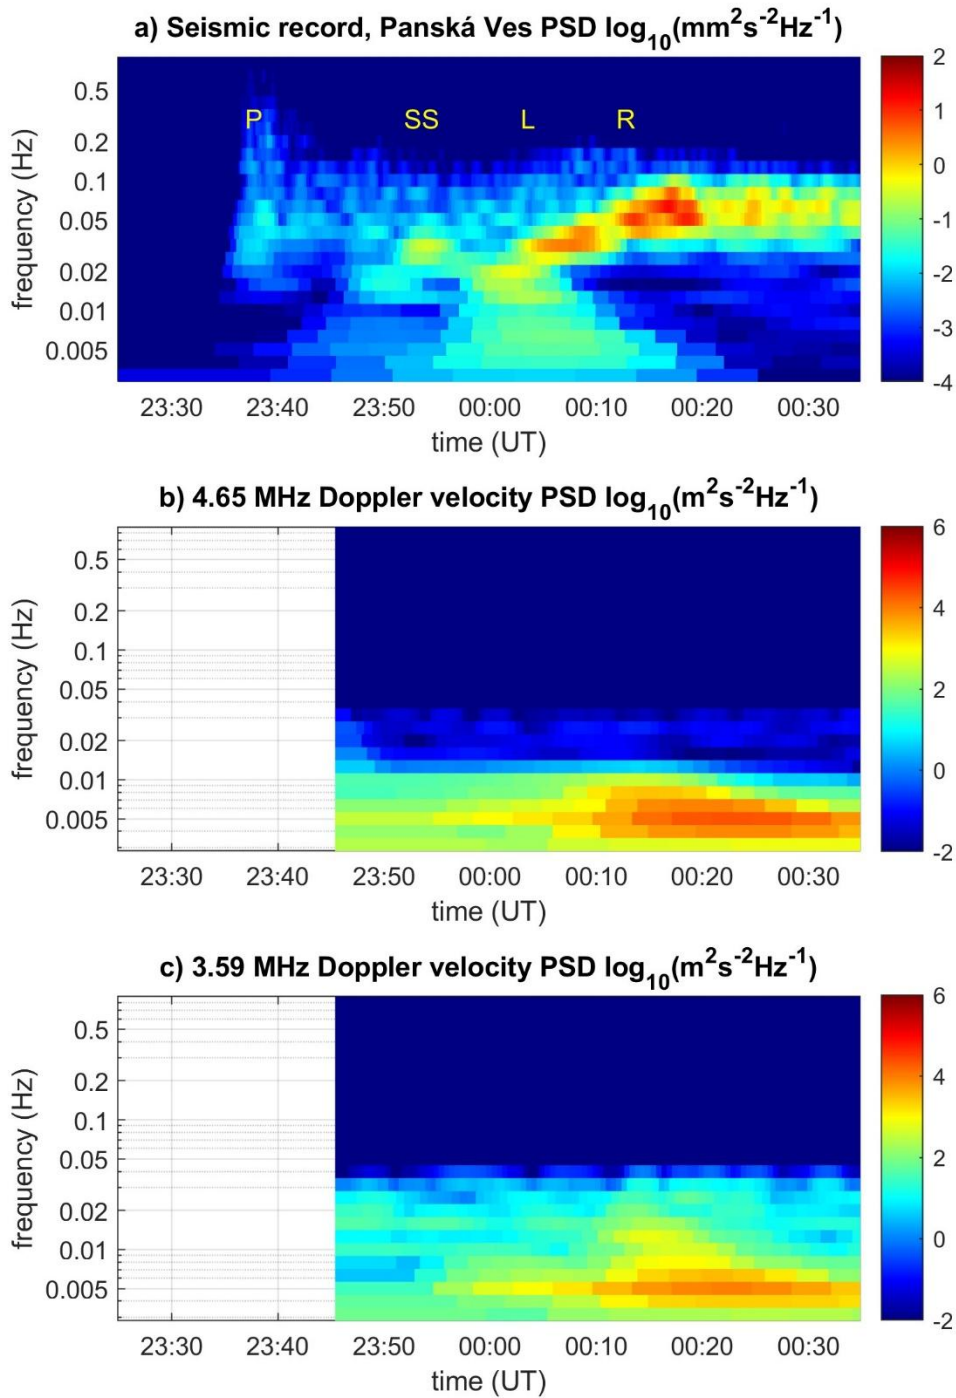 a) Seismic record, Panská Ves PSD log₁₀(mm²s⁻²Hz⁻¹)
frequency (Hz)
0.5
0.2
0.1
0.05
0.02
0.01
0.005
P SS L R
2
1
0
-1
-2
-3
-4
23:30 23:40 23:50 00:00 00:10 00:20 00:30
time (UT)
b) 4.65 MHz Doppler velocity PSD log₁₀(m²s⁻²Hz⁻¹)
frequency (Hz)
0.5
0.2
0.1
0.05
0.02
0.01
0.005
6
4
2
0
-2
23:30 23:40 23:50 00:00 00:10 00:20 00:30
time (UT)
c) 3.59 MHz Doppler velocity PSD log₁₀(m²s⁻²Hz⁻¹)
frequency (Hz)
0.5
0.2
0.1
0.05
0.02
0.01
0.005
6
4
2
0
-2
23:30 23:40 23:50 00:00 00:10 00:20 00:30
time (UT)